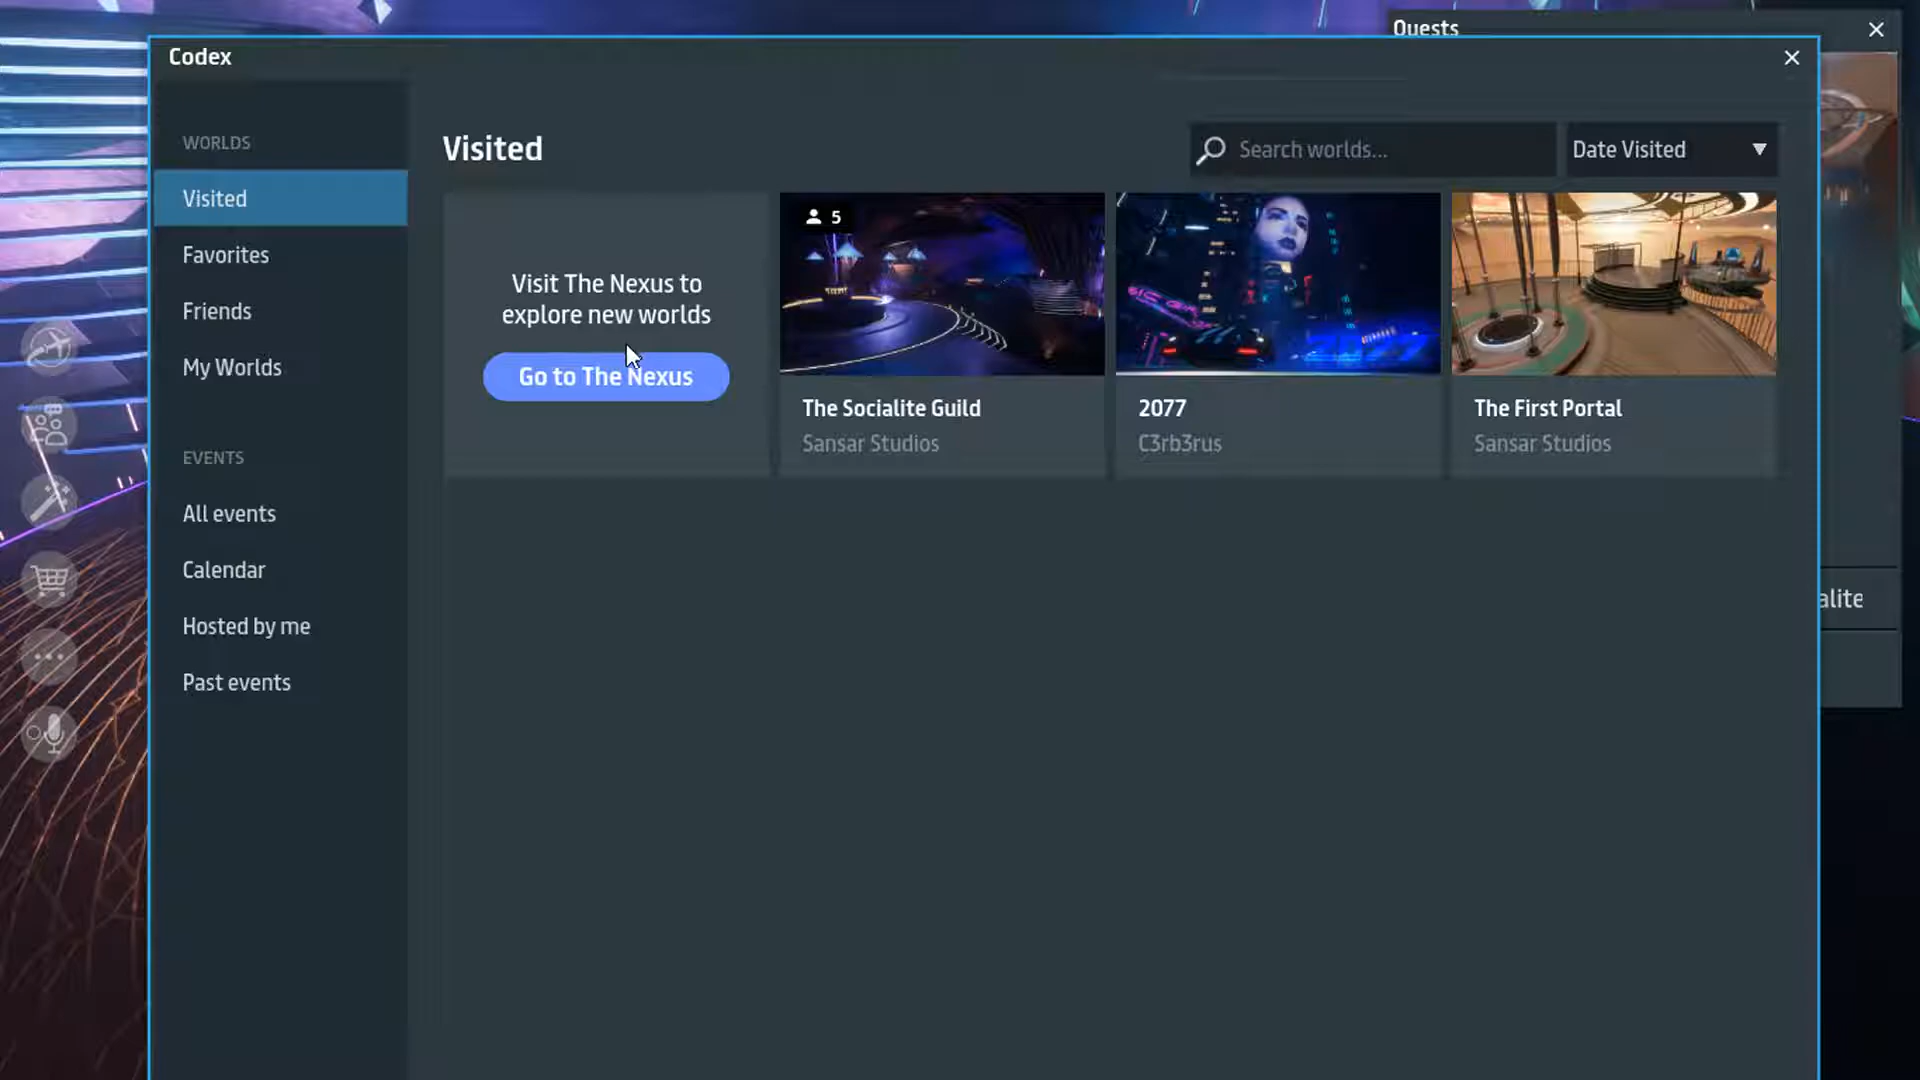 Quests
Codex
WORLDS
Visited
Favorites
Friends
My Worlds
EVENTS
All events
Calendar
Hosted by me
Past events
Visited
Search worlds...
Date Visited
Visit The Nexus to
explore new worlds
Go to The Nexus
5
The Socialite Guild
Sansar Studios
2077
C3rb3rus
The First Portal
Sansar Studios
alite